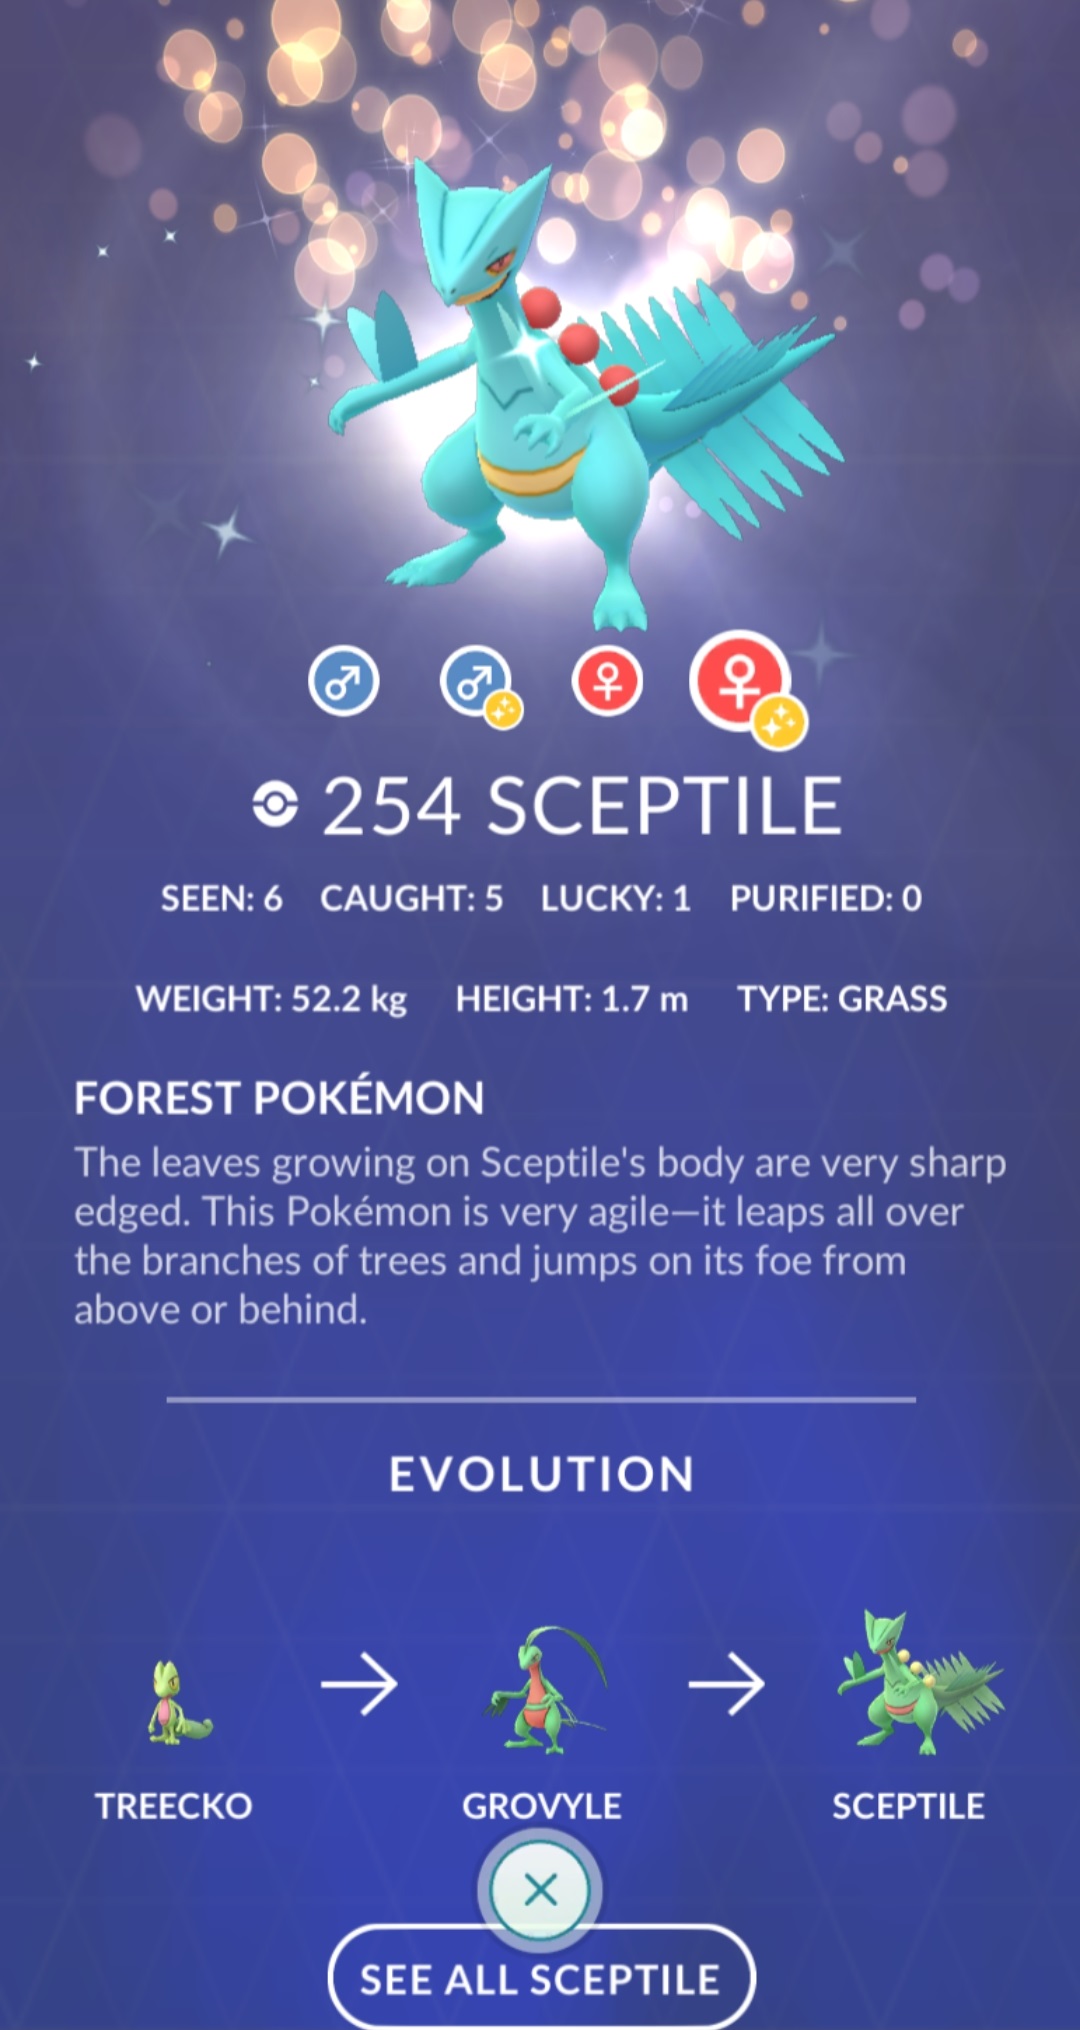 254 SCEPTILE
SEEN: 6 CAUGHT: 5 LUCKY: 1 PURIFIED: 0
WEIGHT: 52.2 kg HEIGHT: 1.7 m TYPE: GRASS
FOREST POKÉMON
The leaves growing on Sceptile's body are very sharp
edged. This Pokémon is very agile—it leaps all over
the branches of trees and jumps on its foe from
above or behind.
EVOLUTION
TREECKO GROVYLE SCEPTILE
SEE ALL SCEPTILE